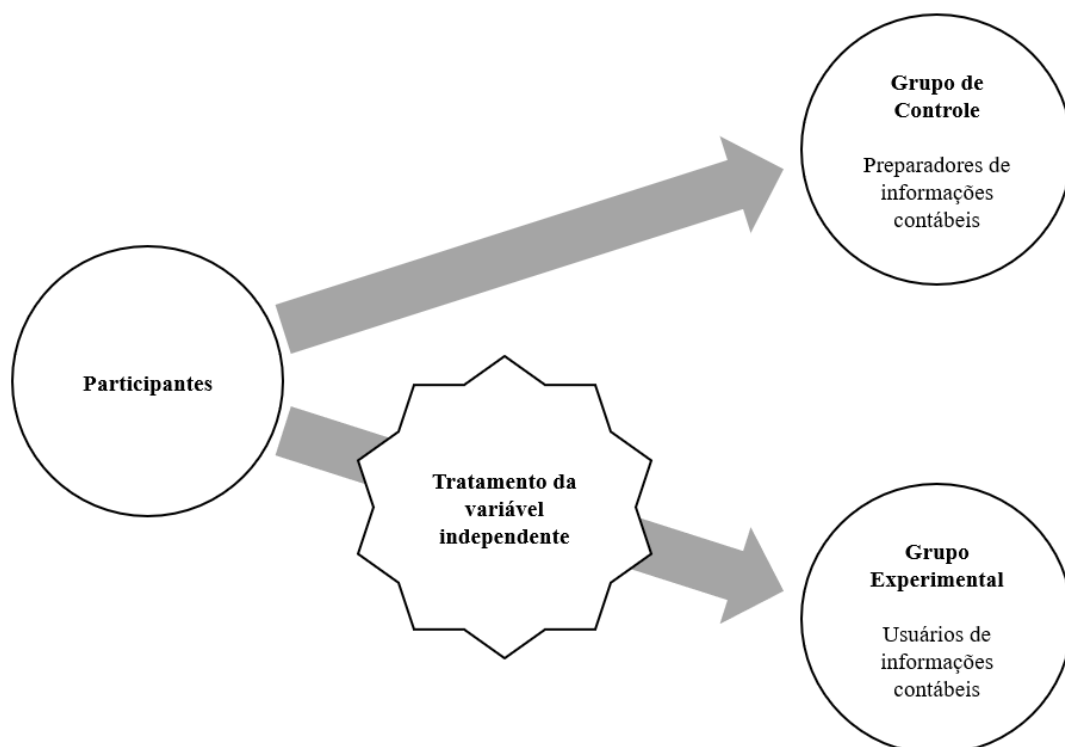 Grupo de
Controle
Preparadores de
informações
contábeis
Participantes
Tratamento da
variável
independente
Grupo
Experimental
Usuários de
informações
contábeis